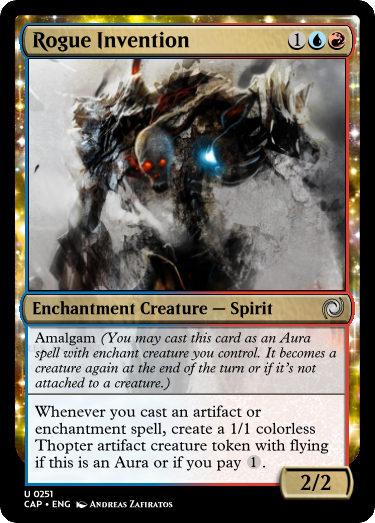 Rogue Invention 1
Enchantment Creature — Spirit
Amalgam (You may cast this card as an Aura
spell with enchant creature you control. It becomes a
creature again at the end of the turn or if it's not
attached to a creature.)
Whenever you cast an artifact or
enchantment spell, create a 1/1 colorless
Thopter artifact creature token with flying
if this is an Aura or if you pay 1.
2/2
U 0251
CAP • ENG Andreas Zafiratos